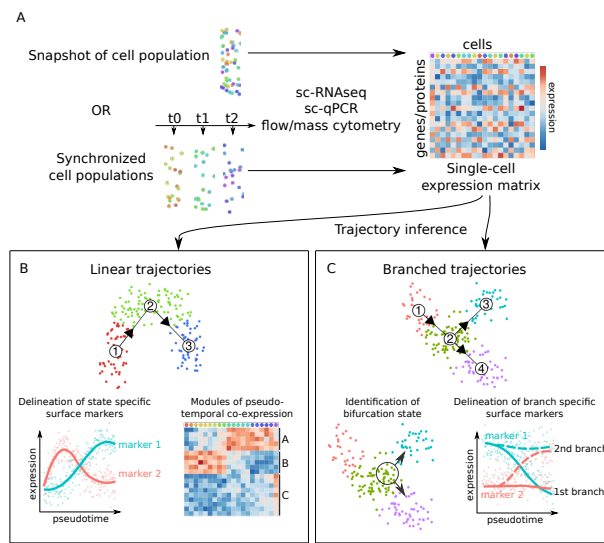 A
Snapshot of cell population
OR
t0 t1 t2
Synchronized
cell populations
sc-RNAseq
sc-qPCR
flow/mass cytometry
cells
genes/proteins
expression
Single-cell
expression matrix
Trajectory inference
B
Linear trajectories
1
2
3
Delineation of state specific
surface markers
expression
marker 1
marker 2
pseudotime
Modules of pseudo-
temporal co-expression
A
B
C
C
Branched trajectories
1
2
3
4
Identification of
bifurcation state
Delineation of branch specific
surface markers
expression
marker 1
2nd branch
marker 2
1st branch
pseudotime